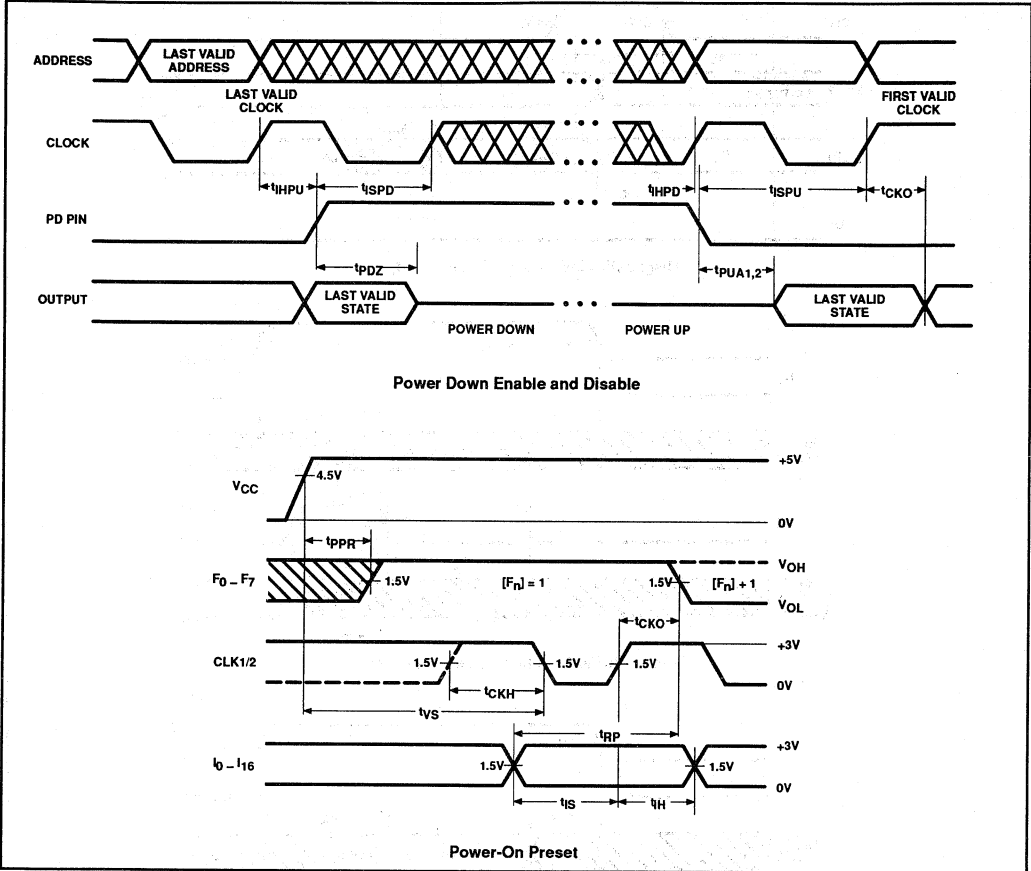 ADDRESS
LAST VALID
ADDRESS
LAST VALID
CLOCK
FIRST VALID
CLOCK
CLOCK
tIHPU
tISPD
tIHPD
tISPU
tCKO
PD PIN
tPDZ
tPUA1,2
OUTPUT
LAST VALID
STATE
POWER DOWN
POWER UP
LAST VALID
STATE
Power Down Enable and Disable
VCC
4.5V
+5V
0V
tPPR
F0 – F7
1.5V
[Fn] = 1
1.5V
[Fn] + 1
VOH
VOL
tCKO
CLK1/2
1.5V
1.5V
1.5V
+3V
0V
tCKH
tVS
tRP
I0 – I16
1.5V
1.5V
+3V
0V
tIS
tIH
Power-On Preset